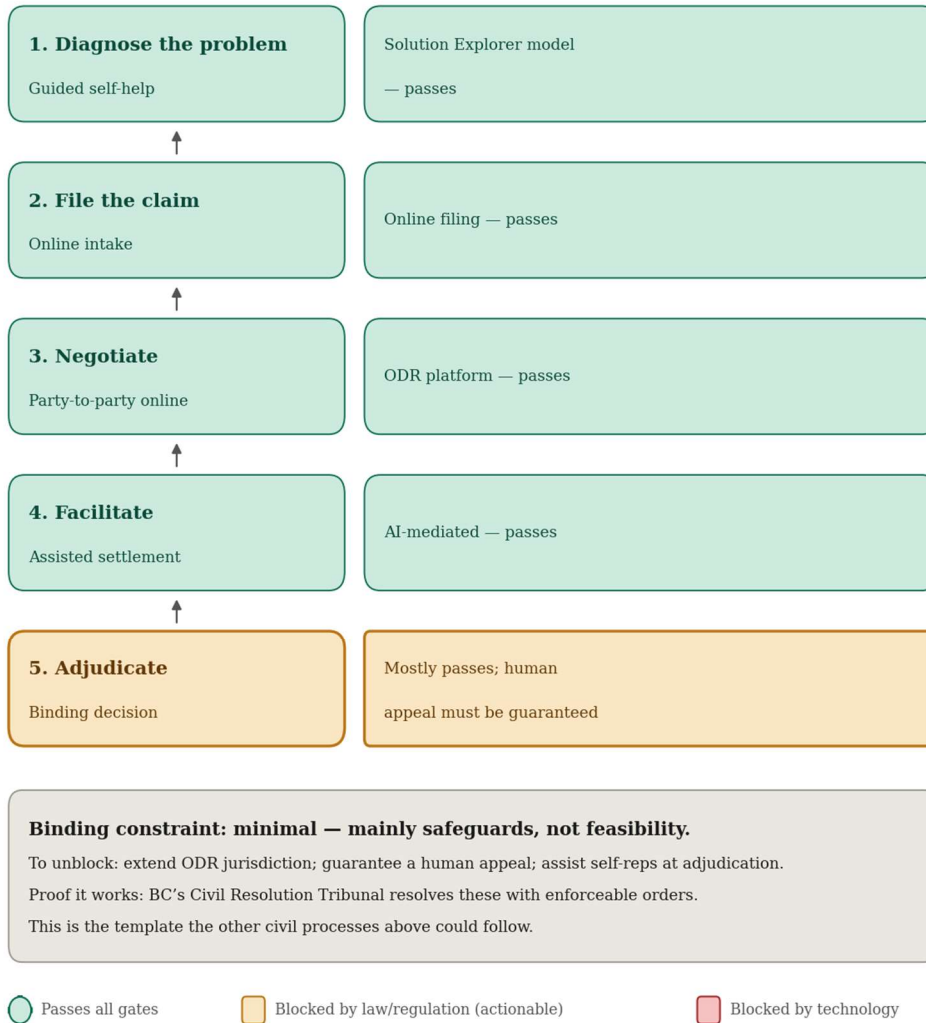 1. Diagnose the problem
Guided self-help
Solution Explorer model
— passes
2. File the claim
Online intake
Online filing — passes
3. Negotiate
Party-to-party online
ODR platform — passes
4. Facilitate
Assisted settlement
AI-mediated — passes
5. Adjudicate
Binding decision
Mostly passes; human
appeal must be guaranteed
Binding constraint: minimal — mainly safeguards, not feasibility.
To unblock: extend ODR jurisdiction; guarantee a human appeal; assist self-reps at adjudication.
Proof it works: BC’s Civil Resolution Tribunal resolves these with enforceable orders.
This is the template the other civil processes above could follow.
Passes all gates
Blocked by law/regulation (actionable)
Blocked by technology